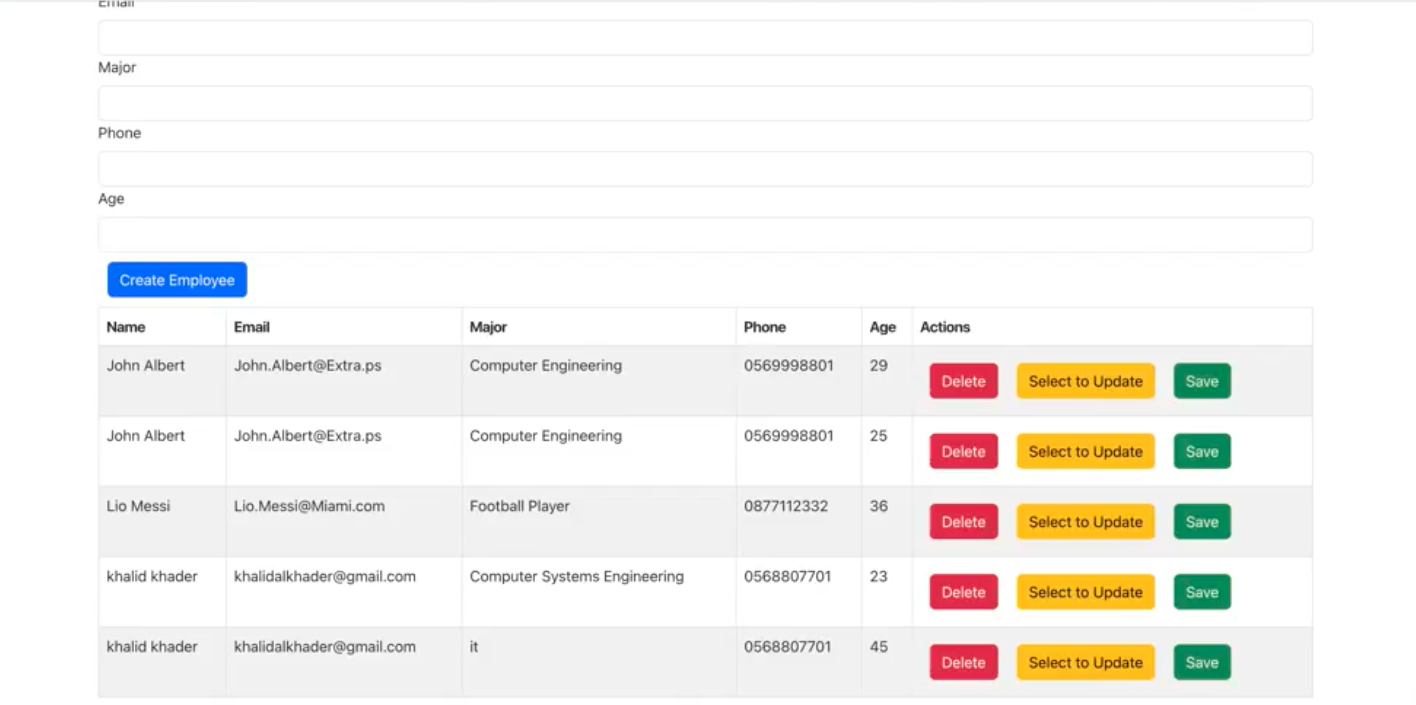 Email
Major
Phone
Age
Create Employee
Name Email Major Phone Age Actions
John Albert John.Albert@Extra.ps Computer Engineering 0569998801 29 Delete Select to Update Save
John Albert John.Albert@Extra.ps Computer Engineering 0569998801 25 Delete Select to Update Save
Lio Messi Lio.Messi@Miami.com Football Player 0877112332 36 Delete Select to Update Save
khalid khader khalidalkhader@gmail.com Computer Systems Engineering 0568807701 23 Delete Select to Update Save
khalid khader khalidalkhader@gmail.com it 0568807701 45 Delete Select to Update Save